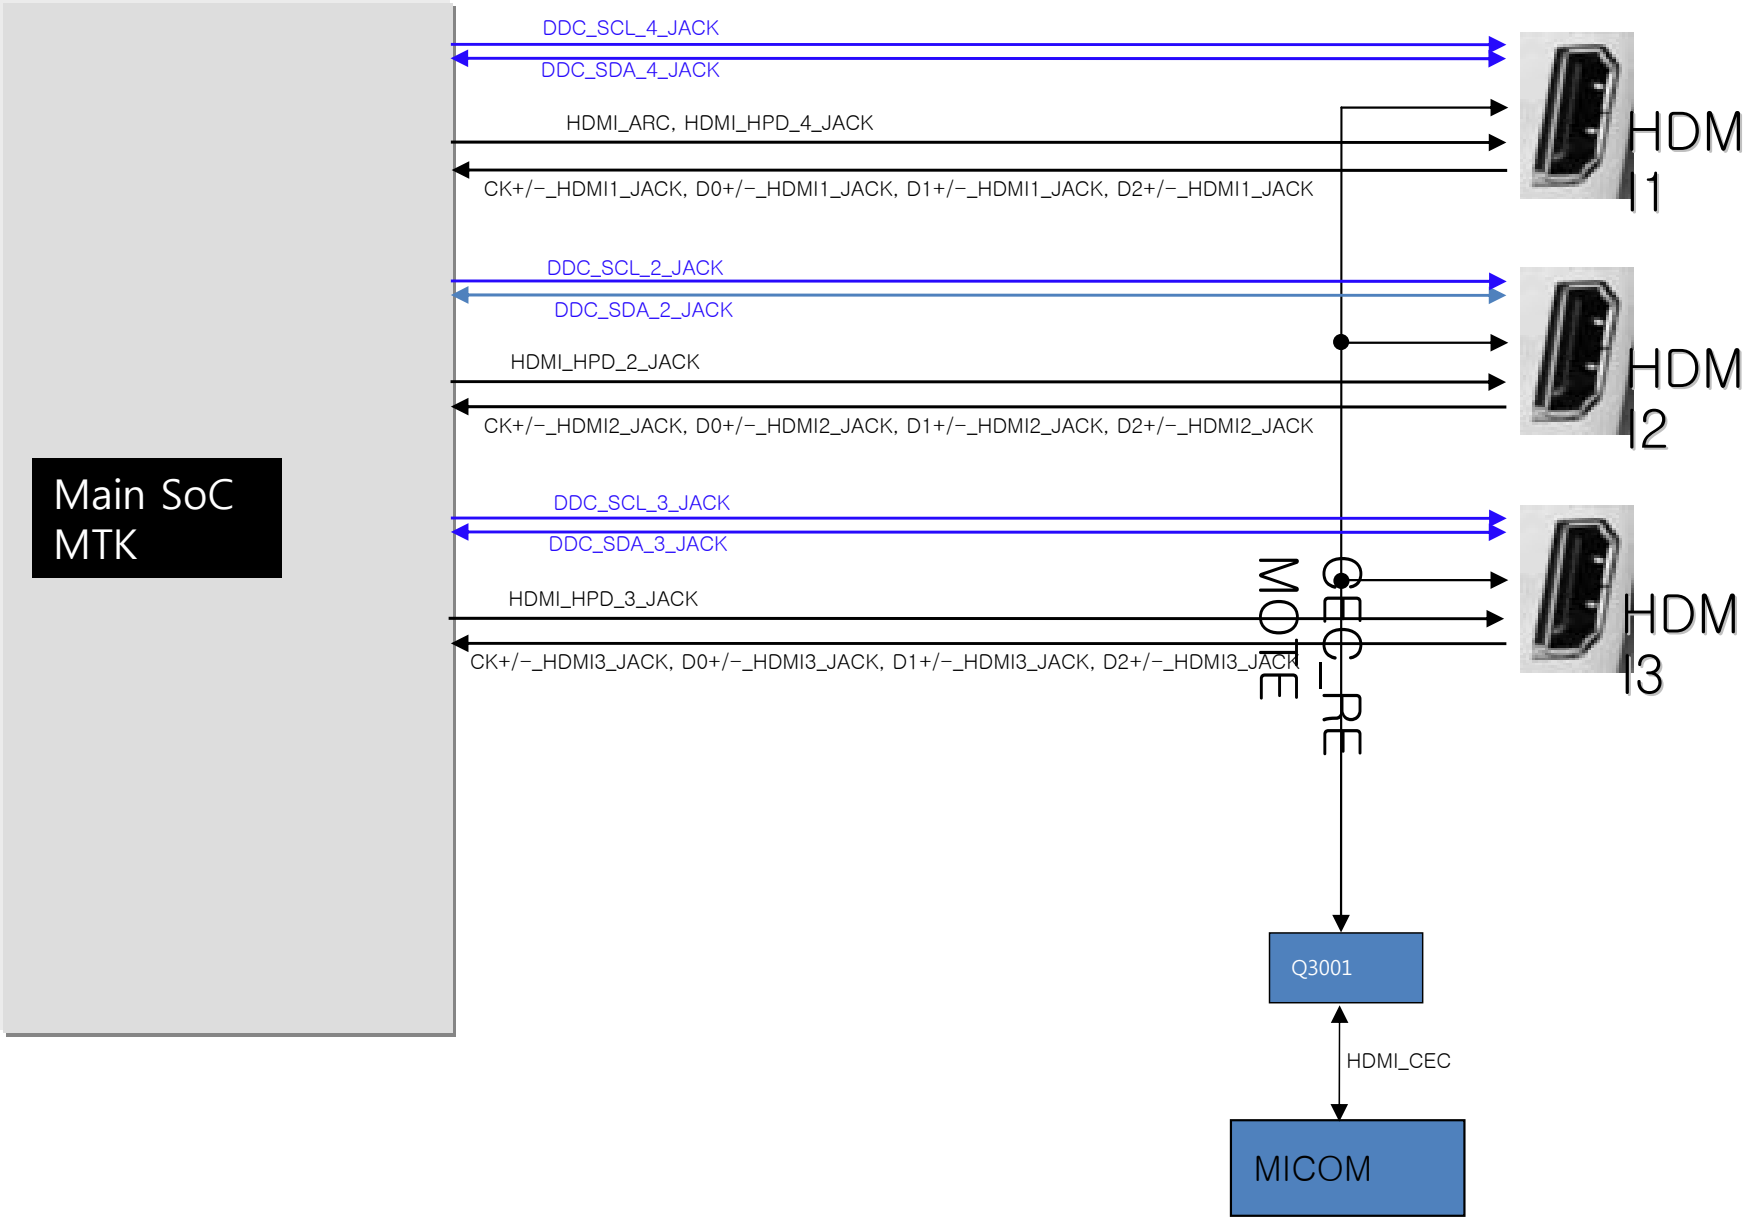 DDC_SCL_4_JACK
DDC_SDA_4_JACK
HDMI_ARC, HDMI_HPD_4_JACK
CK+/-_HDMI1_JACK, D0+/-_HDMI1_JACK, D1+/-_HDMI1_JACK, D2+/-_HDMI1_JACK
HDM
I1
DDC_SCL_2_JACK
DDC_SDA_2_JACK
HDMI_HPD_2_JACK
CK+/-_HDMI2_JACK, D0+/-_HDMI2_JACK, D1+/-_HDMI2_JACK, D2+/-_HDMI2_JACK
HDM
I2
Main SoC
MTK
DDC_SCL_3_JACK
DDC_SDA_3_JACK
HDMI_HPD_3_JACK
CK+/-_HDMI3_JACK, D0+/-_HDMI3_JACK, D1+/-_HDMI3_JACK, D2+/-_HDMI3_JACK
HDM
I3
CEC_RE
MOTE
Q3001
HDMI_CEC
MICOM